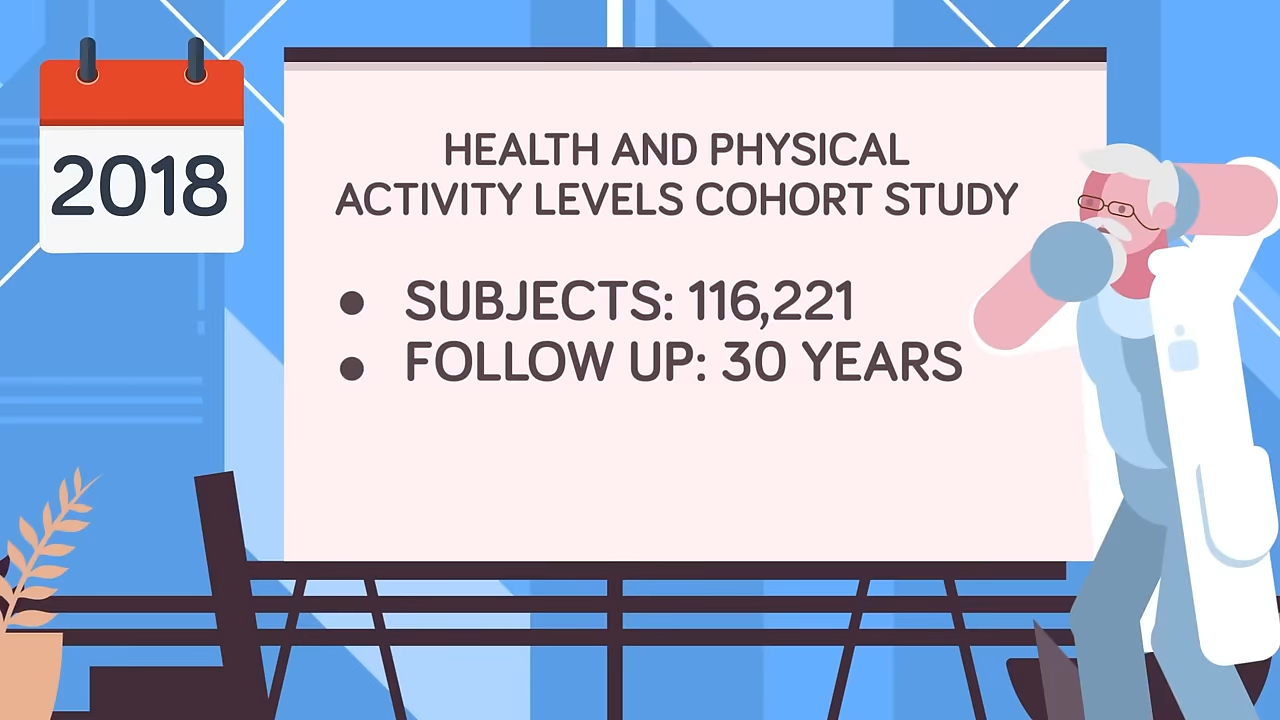 2018
HEALTH AND PHYSICAL
ACTIVITY LEVELS COHORT STUDY
● SUBJECTS: 116,221
● FOLLOW UP: 30 YEARS